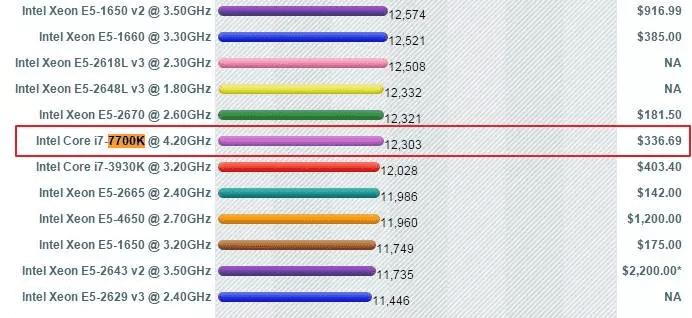 Intel Xeon E5-1650 v2 @ 3.50GHz 12,574 $916.99
Intel Xeon E5-1660 @ 3.30GHz 12,521 $385.00
Intel Xeon E5-2618L v3 @ 2.30GHz 12,508 NA
Intel Xeon E5-2648L v3 @ 1.80GHz 12,332 NA
Intel Xeon E5-2670 @ 2.60GHz 12,321 $181.50
Intel Core i7-7700K @ 4.20GHz 12,303 $336.69
Intel Core i7-3930K @ 3.20GHz 12,028 $403.40
Intel Xeon E5-2665 @ 2.40GHz 11,986 $142.00
Intel Xeon E5-4650 @ 2.70GHz 11,960 $1,200.00
Intel Xeon E5-1650 @ 3.20GHz 11,749 $175.00
Intel Xeon E5-2643 v2 @ 3.50GHz 11,735 $2,200.00*
Intel Xeon E5-2629 v3 @ 2.40GHz 11,446 NA